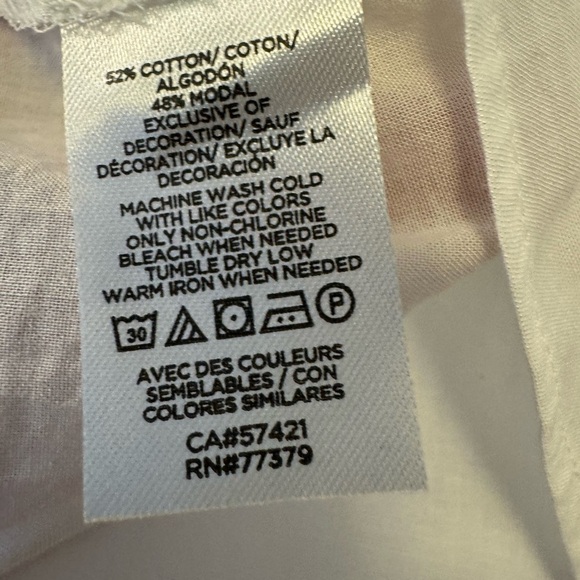 52% COTTON/ COTON/
ALGODÓN
48% MODAL
EXCLUSIVE OF
DECORATION/ SAUF
DÉCORATION/ EXCLUYE LA
DECORACIÓN
MACHINE WASH COLD
WITH LIKE COLORS
ONLY NON-CHLORINE
BLEACH WHEN NEEDED
TUMBLE DRY LOW
WARM IRON WHEN NEEDED
30 P
AVEC DES COULEURS
SEMBLABLES / CON
COLORES SIMILARES
CA#57421
RN#77379